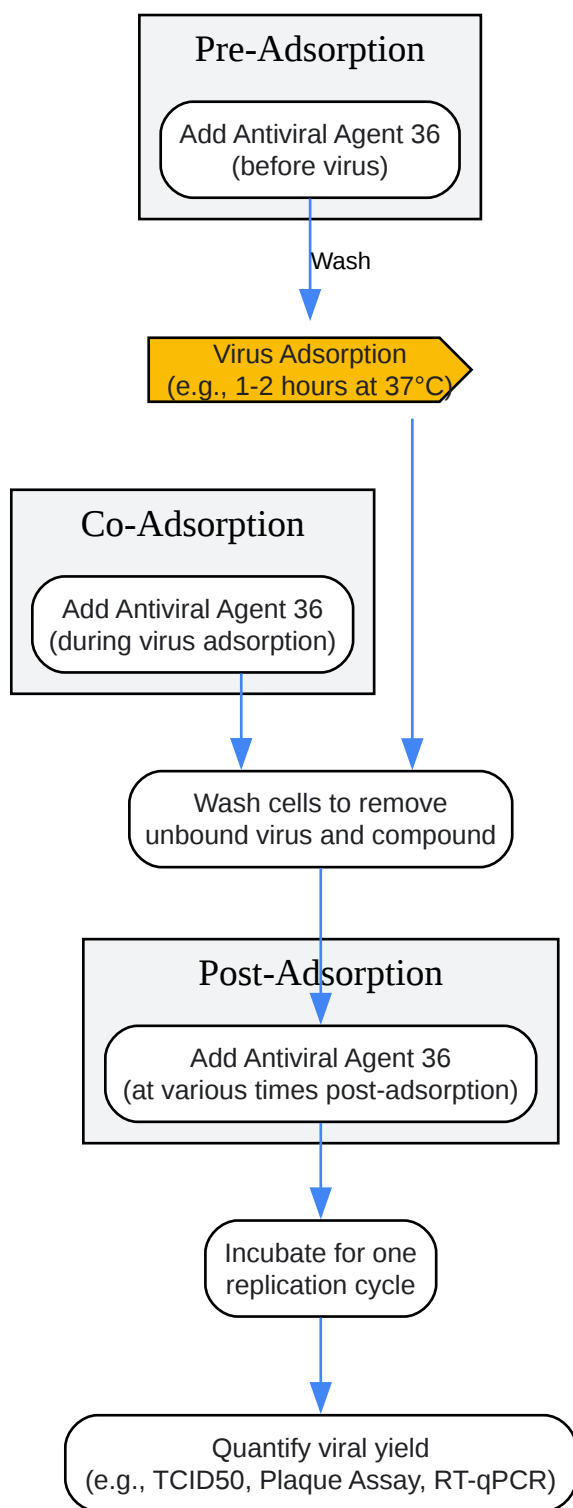 Pre-Adsorption
Add Antiviral Agent 36
(before virus)
Wash
Virus Adsorption
(e.g., 1-2 hours at 37°C)
Co-Adsorption
Add Antiviral Agent 36
(during virus adsorption)
Wash cells to remove
unbound virus and compound
Post-Adsorption
Add Antiviral Agent 36
(at various times post-adsorption)
Incubate for one
replication cycle
Quantify viral yield
(e.g., TCID50, Plaque Assay, RT-qPCR)